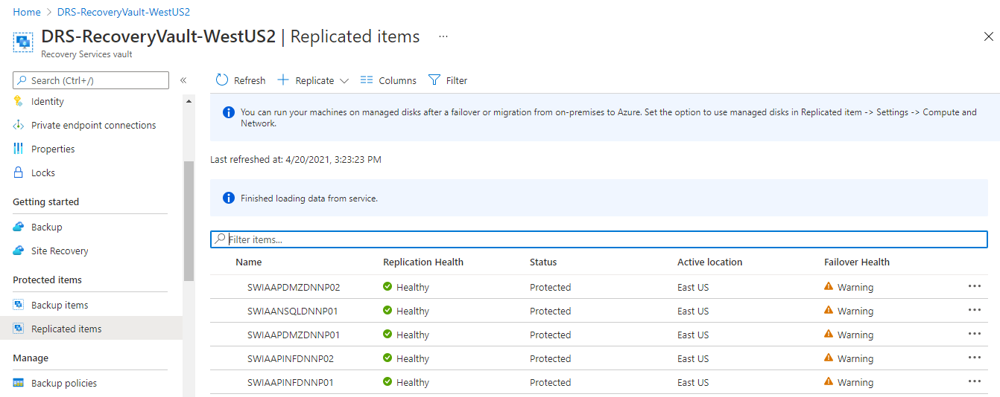 Home > DRS-RecoveryVault-WestUS2
DRS-RecoveryVault-WestUS2 | Replicated items ...
Recovery Services vault
Search (Ctrl+/) «
Identity
Private endpoint connections
Properties
Locks
Getting started
Backup
Site Recovery
Protected items
Backup items
Replicated items
Manage
Backup policies
Refresh Replicate Columns Filter
You can run your machines on managed disks after a failover or migration from on-premises to Azure. Set the option to use managed disks in Replicated item -> Settings -> Compute and
Network.
Last refreshed at: 4/20/2021, 3:23:23 PM
Finished loading data from service.
Filter items...
Name Replication Health Status Active location Failover Health
SWIAAPDMZDNNP02 Healthy Protected East US Warning ...
SWIAANSQLDNNP01 Healthy Protected East US Warning ...
SWIAAPDMZDNNP01 Healthy Protected East US Warning ...
SWIAAPINFDNNP02 Healthy Protected East US Warning ...
SWIAAPINFDNNP01 Healthy Protected East US Warning ...